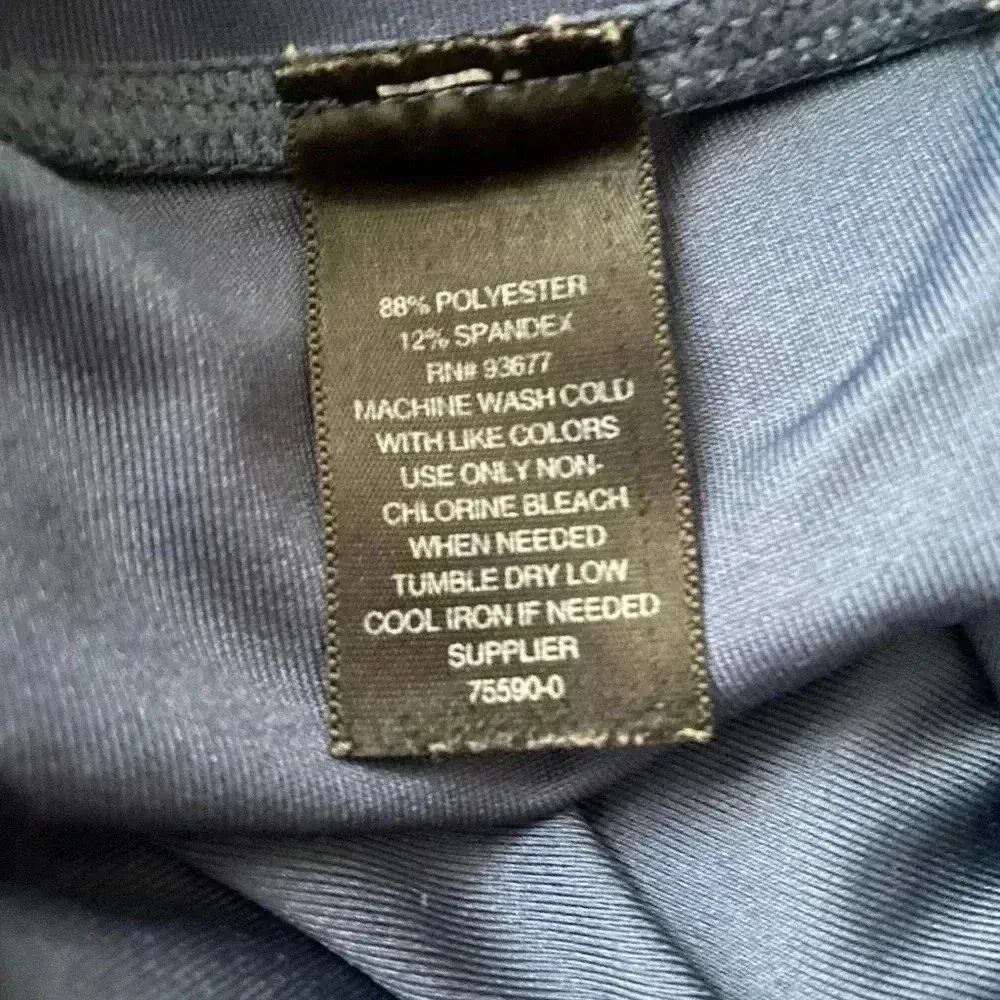 88% POLYESTER
12% SPANDEX
RN# 93677
MACHINE WASH COLD
WITH LIKE COLORS
USE ONLY NON-
CHLORINE BLEACH
WHEN NEEDED
TUMBLE DRY LOW
COOL IRON IF NEEDED
SUPPLIER
75590-0